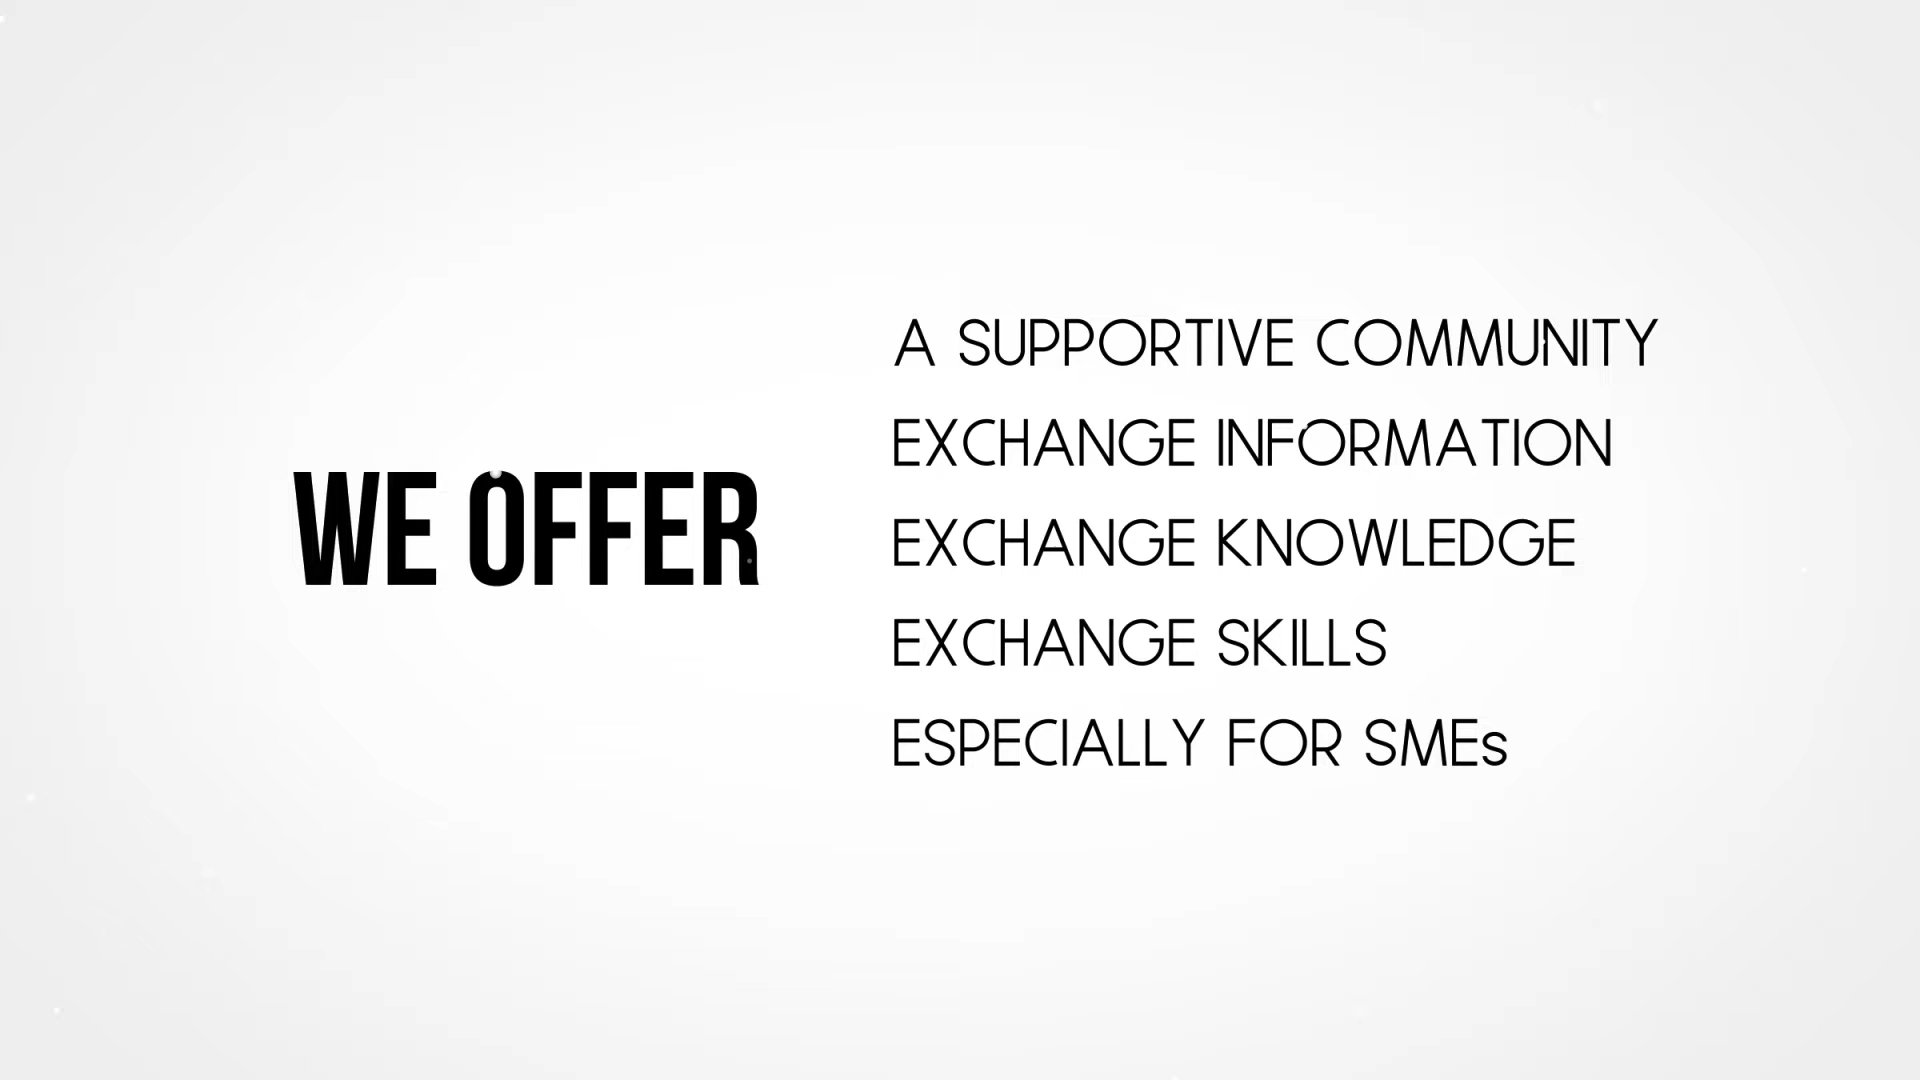 WE OFFER
A SUPPORTIVE COMMUNITY
EXCHANGE INFORMATION
EXCHANGE KNOWLEDGE
EXCHANGE SKILLS
ESPECIALLY FOR SMEs